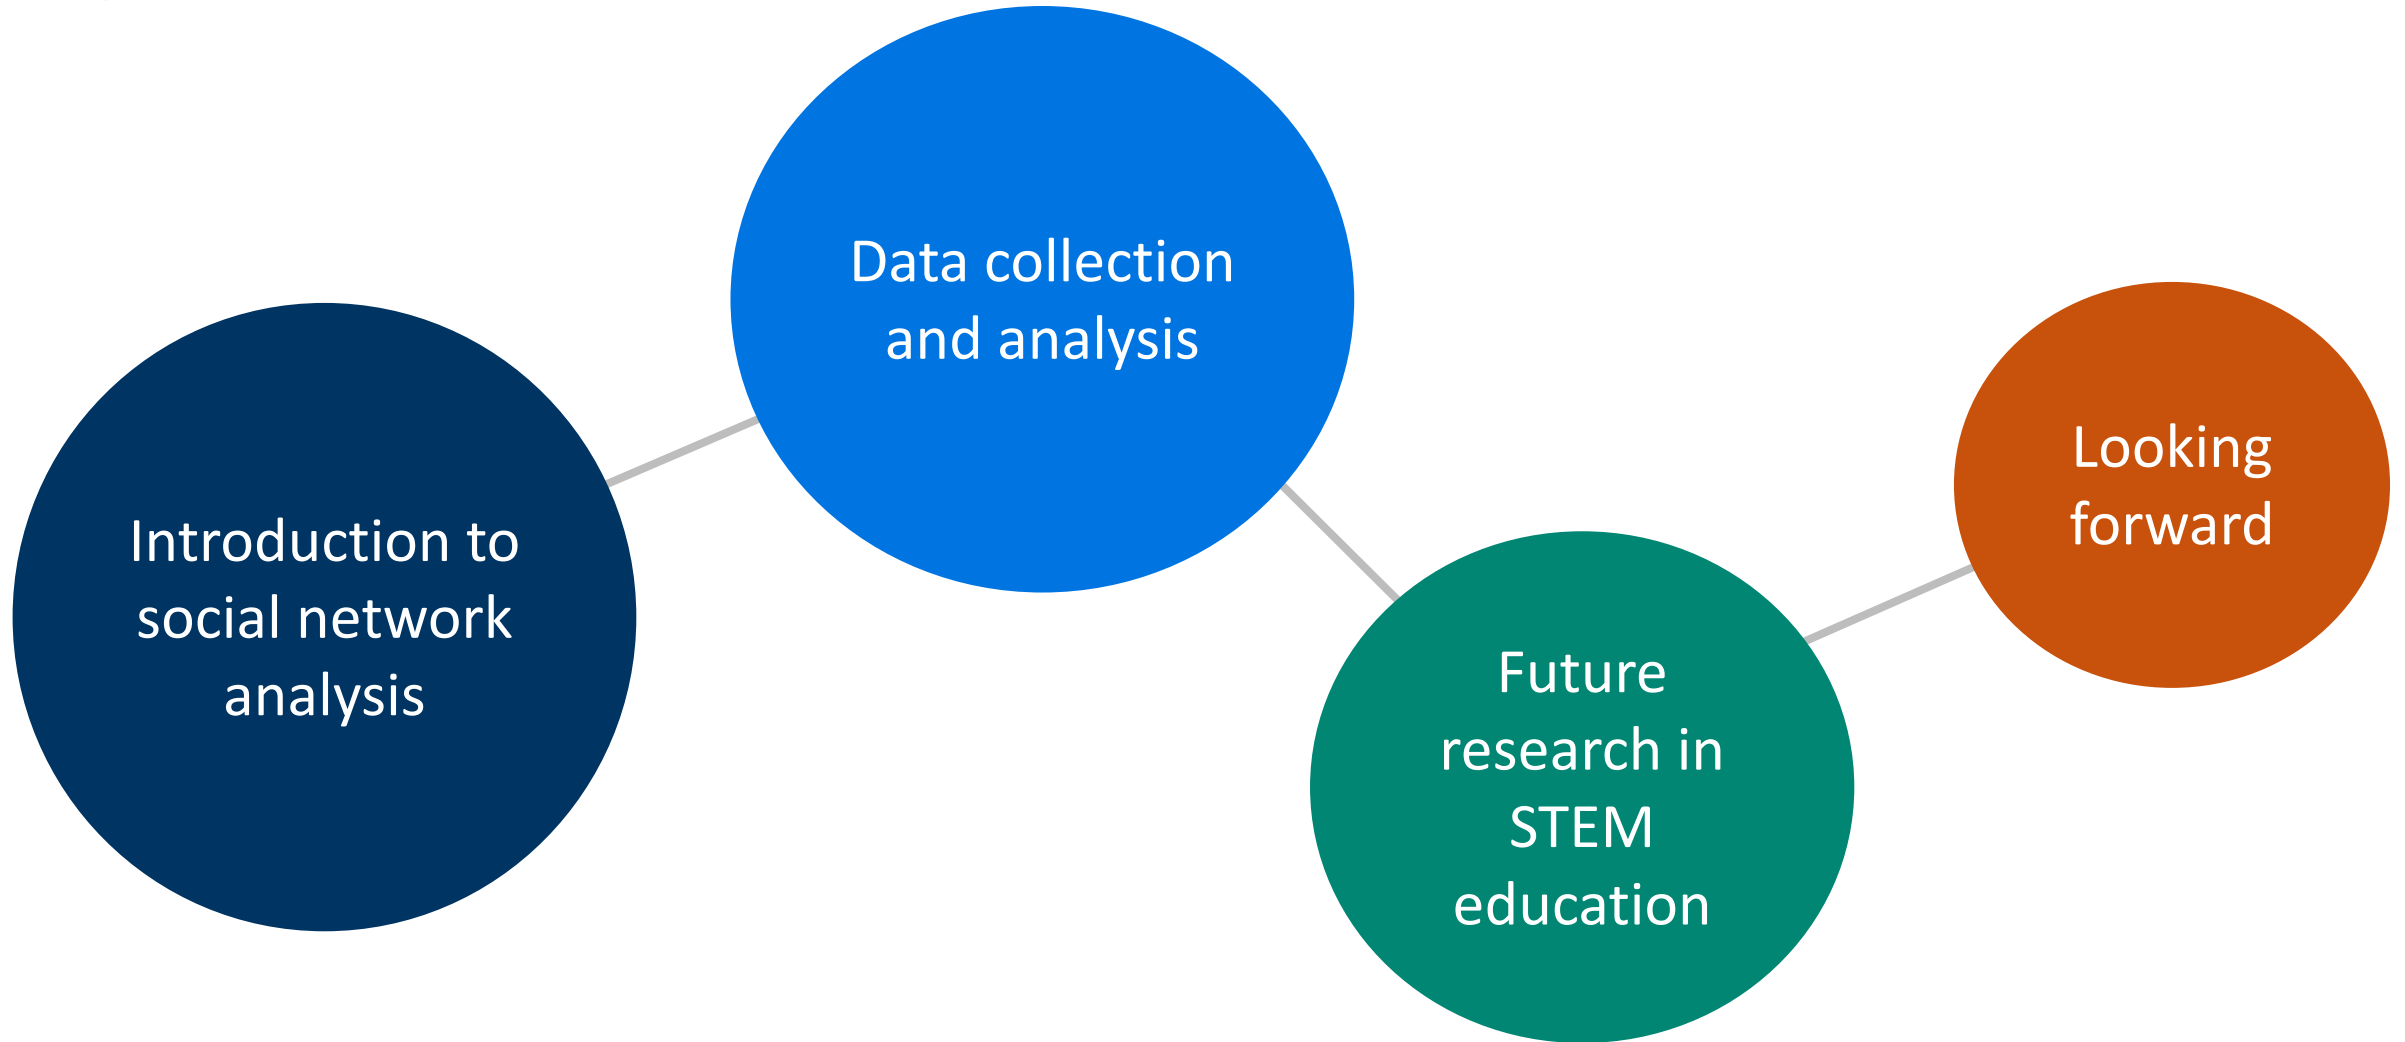 Introduction to
social network
analysis
Data collection
and analysis
Future
research in
STEM
education
Looking
forward